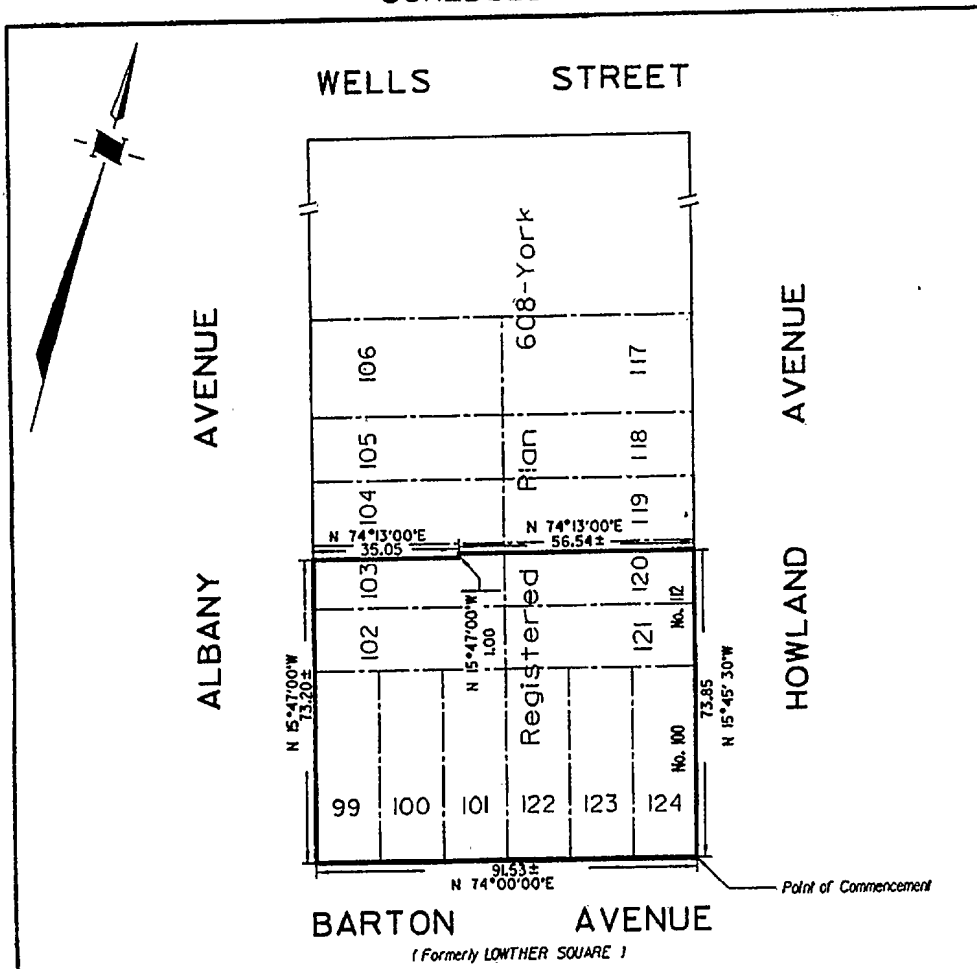 WELLS STREET
ALBANY AVENUE
HOWLAND AVENUE
Registered Plan 608-York
106
117
105
118
104
119
N 74°13'00"E
35.05
N 74°13'00"E
56.54±
103
120
No. 112
N 15°47'00"W
1.00
102
121
N 15°47'00"W
73.20±
73.85
N 15°45'30"W
No. 100
99 100 101 122 123 124
91.53±
N 74°00'00"E
Point of Commencement
BARTON AVENUE
( Formerly LOWTHER SQUARE )